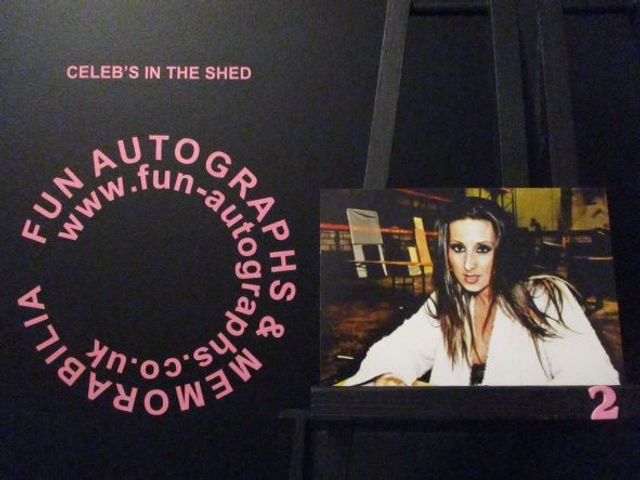 CELEB'S IN THE SHED
FUN AUTOGRAPHS & MEMORABILIA
www.fun-autographs.co.uk
2